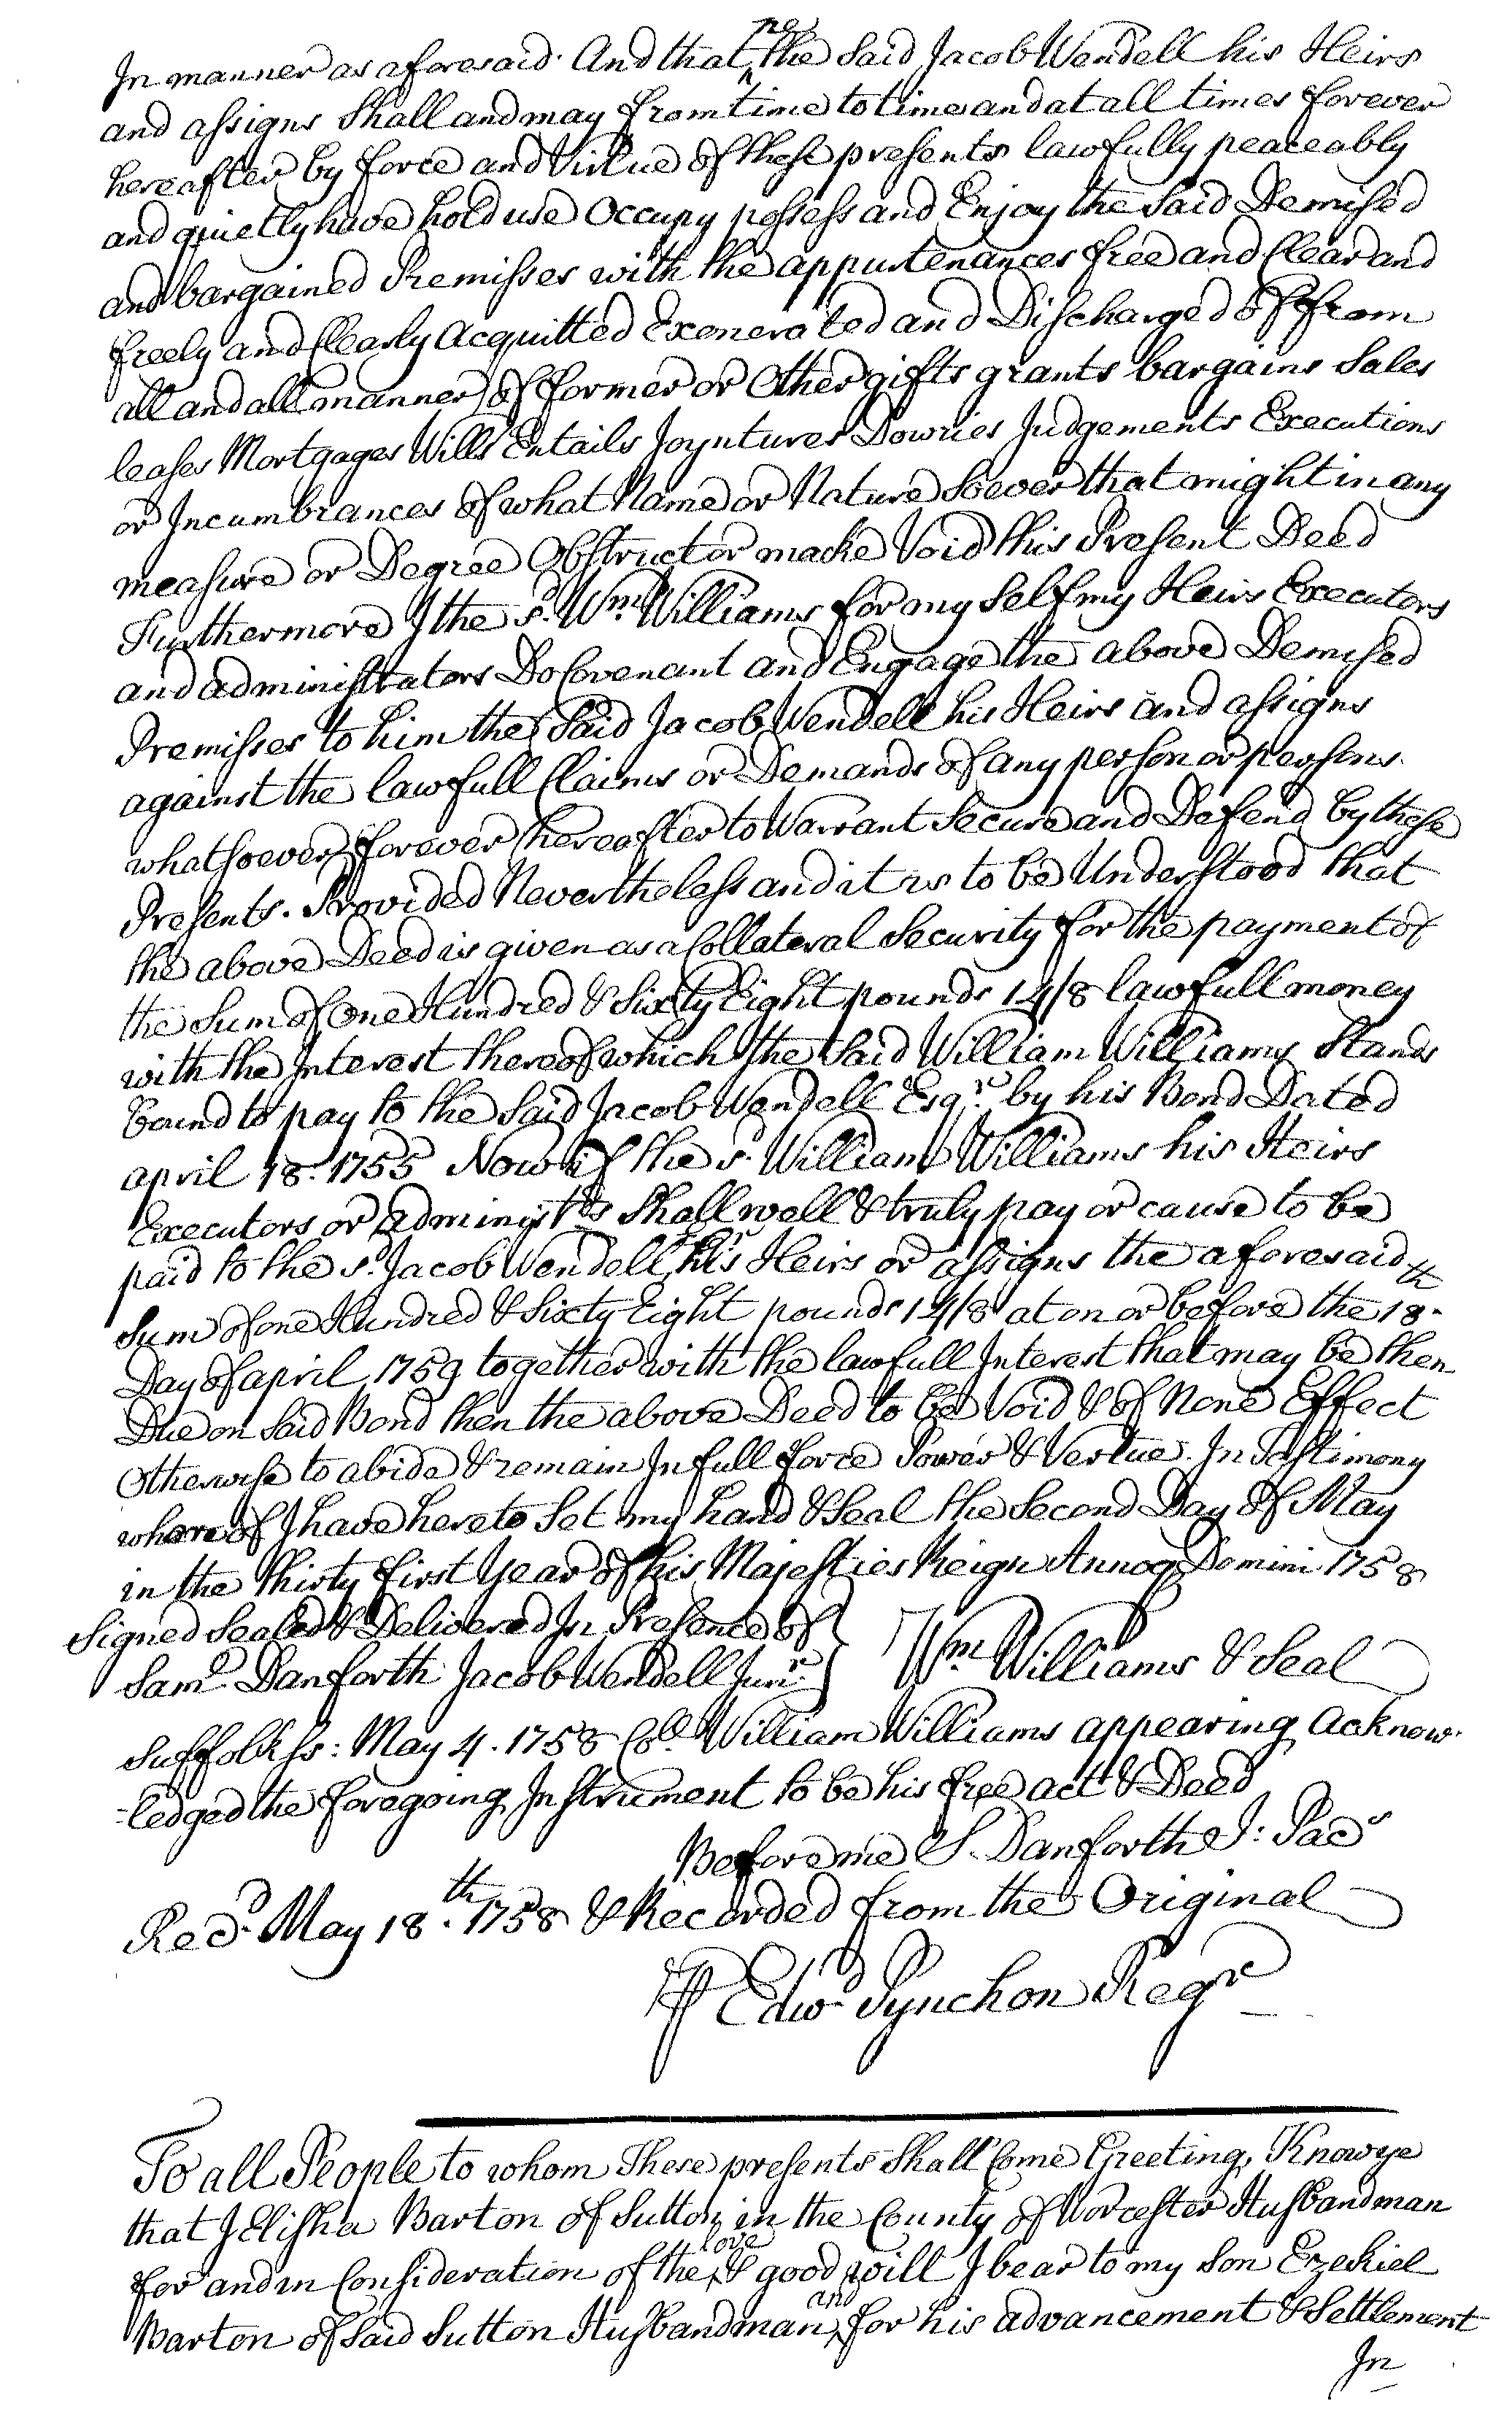 In manner as aforesaid. And that ^he the Said Jacob Wendell his Heirs
and assigns Shall and may from time to time and at all times forever
hereafter by force and Virtue of these presents lawfully peaceably
and quietly have hold use Occupy possess and Enjoy the Said Demised
and bargained Premisses with the appurtenances free and Clear and
freely and Clearly Acquitted Exonerated and Discharged of from
all and all manner of former or Other gifts grants bargains Sales
leases Mortgages Wills Entails Joyntures Dowries Judgements Executions
or Incumbrances of what Name or Nature Soever that might in any
measure or Degree Obstruct or make Void this Present Deed
Furthermore I the sd. Wm. Williams for my Self my Heirs Executors
and administrators Do Covenant and Engage the above Demised
Premisses to him the Said Jacob Wendell his Heirs and assigns
against the lawfull Claims or Demands of any person or persons
whatsoever forever hereafter to Warrant Secure and Defend by these
Presents. Provided Nevertheless and it is to be Understood that
the above Deed is given as a Collateral Security for the payment of
the Sum of One Hundred & Sixty Eight pounds 14/8 lawfull money
with the Interest thereof which the Said William Williams Stands
bound to pay to the Said Jacob Wendell Esqr. by his Bond Dated
april 18. 1755 Now if the sd. William Williams his Heirs
Executors or administrs Shall well & truly pay or cause to be
paid to the sd. Jacob Wendell his Heirs or assigns the aforesaid
Sum of one Hundred & Sixty Eight pounds 14/8 at on or before the 18th
Day of april 1759 together with the lawfull Interest that may be then
Due on Said Bond then the above Deed to be Void & of None Effect
Otherwise to abide & remain In full force Power & Vertue. In Testimony
whereof I have hereto Set my hand & Seal the Second Day of May
in the Thirty first Year of his Majesties Reign Annoq Domini 1758
Signed Sealed & Delivered In Presence of }
Saml. Danforth Jacob Wendell Junr. } Wm. Williams & Seal
Suffolk ss: May 4. 1758 Coll. William Williams appearing Acknow-
-ledged the foregoing Instrument to be his free act & Deed
Before me S. Danforth J: Pacs
Recd. May 18th. 1758 & Recorded from the Original
P Edwd. Pynchon Regr
To all People to whom These presents Shall Come Greeting, Know ye
that I Elisha Barton of Sutton in the County of Worcester Husbandman
for and in Consideration of the ^love & good will I bear to my Son Ezekiel
Barton of Said Sutton Husbandman ^and for his advancement & Settlement
In